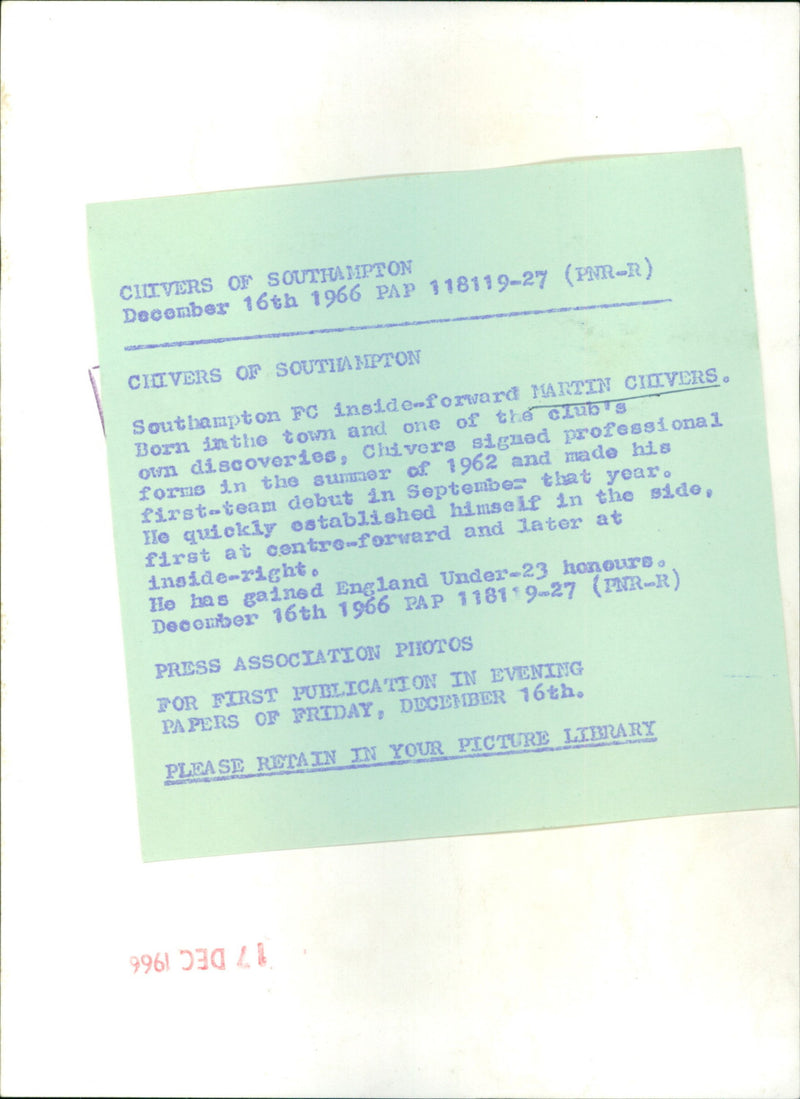 CHIVERS OF SOUTHAMPTON
December 16th 1966 PAP 118119-27 (PNR-R)
CHIVERS OF SOUTHAMPTON
Southampton FC inside-forward MARTIN CHIVERS.
Born inthe town and one of the club's
own discoveries, Chivers signed professional
forms in the summer of 1962 and made his
first-team debut in September that year.
He quickly established himself in the side,
first at centre-forward and later at
inside-right.
He has gained England Under-23 honours.
December 16th 1966 PAP 118119-27 (PNR-R)
PRESS ASSOCIATION PHOTOS
FOR FIRST PUBLICATION IN EVENING
PAPERS OF FRIDAY, DECEMBER 16th.
PLEASE RETAIN IN YOUR PICTURE LIBRARY
17 DEC 1966